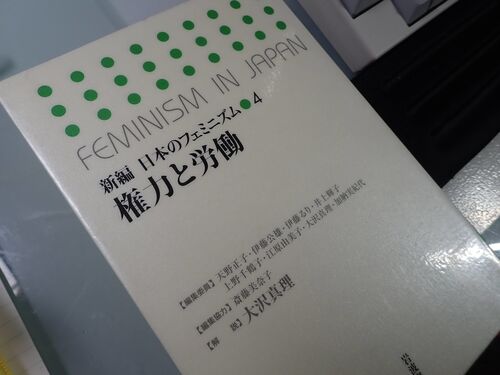 FEMINISM IN JAPAN
新編 日本のフェミニズム●4
権力と労働
【編集委員】天野正子・伊藤公雄・伊藤るり・井上輝子
上野千鶴子・江原由美子・大沢真理・加納実紀代
【編集協力】斎藤美奈子
【解 説】大沢真理
岩波